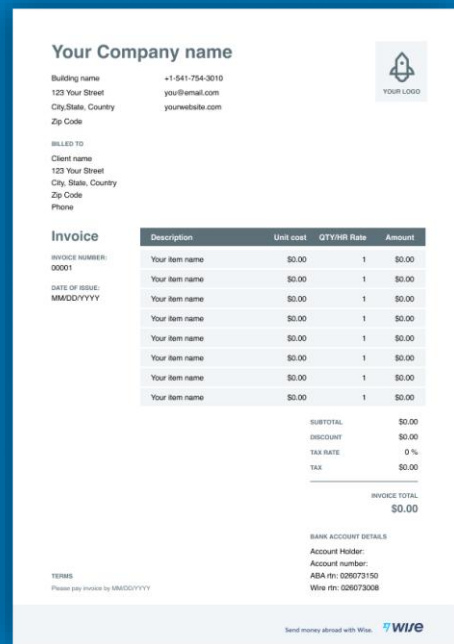 Your Company name
Building name
123 Your Street
City,State, Country
Zip Code
+1-541-754-3010
you@email.com
yourwebsite.com
YOUR LOGO
BILLED TO
Client name
123 Your Street
City, State, Country
Zip Code
Phone
Invoice
INVOICE NUMBER:
00001
DATE OF ISSUE:
MM/DD/YYYY
Description Unit cost QTY/HR Rate Amount
Your item name $0.00 1 $0.00
Your item name $0.00 1 $0.00
Your item name $0.00 1 $0.00
Your item name $0.00 1 $0.00
Your item name $0.00 1 $0.00
Your item name $0.00 1 $0.00
Your item name $0.00 1 $0.00
Your item name $0.00 1 $0.00
SUBTOTAL $0.00
DISCOUNT $0.00
TAX RATE 0 %
TAX $0.00
INVOICE TOTAL
$0.00
BANK ACCOUNT DETAILS
Account Holder:
Account number:
ABA rtn: 026073150
Wire rtn: 026073008
TERMS
Please pay invoice by MM/DD/YYYY
Send money abroad with Wise.
WISE